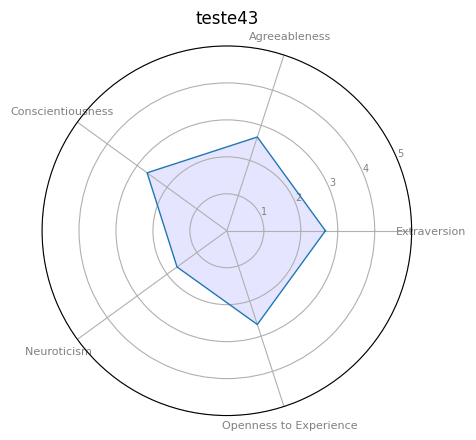 teste43
Agreeableness
Conscientiousness
5
4
3
2
1
Extraversion
Neuroticism
Openness to Experience